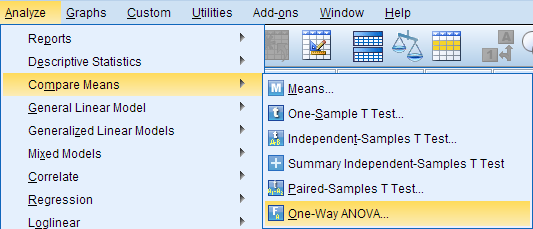 Analyze Graphs Custom Utilities Add-ons Window Help
Reports
Descriptive Statistics
Compare Means
General Linear Model
Generalized Linear Models
Mixed Models
Correlate
Regression
Loglinear
M Means...
t One-Sample T Test...
Independent-Samples T Test...
Summary Independent-Samples T Test
Paired-Samples T Test...
One-Way ANOVA...